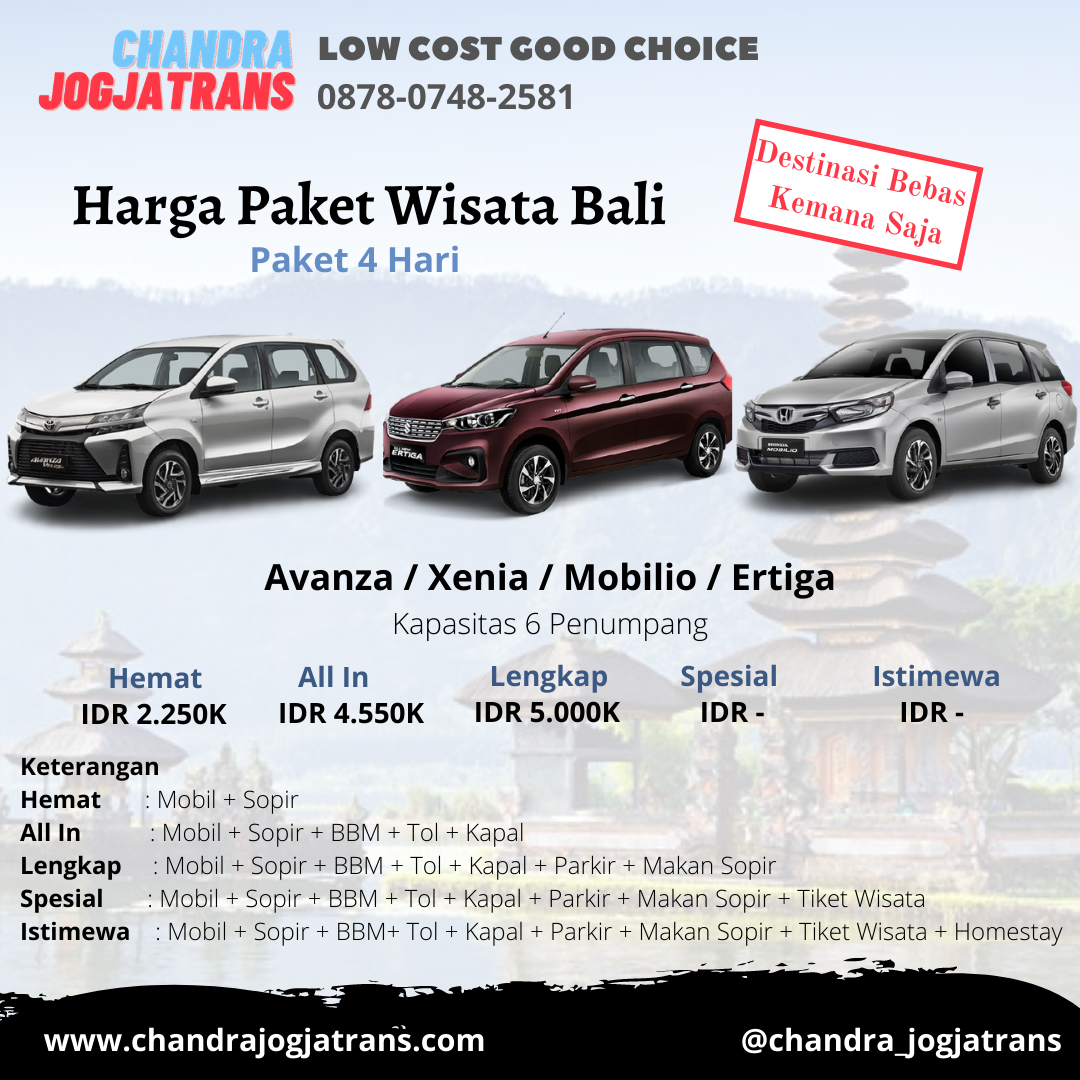 CHANDRA
JOGJATRANS
LOW COST GOOD CHOICE
0878-0748-2581
Destinasi Bebas
Kemana Saja
Harga Paket Wisata Bali
Paket 4 Hari
AVANZA
ERTIGA
HONDA
MOBILIO
Avanza / Xenia / Mobilio / Ertiga
Kapasitas 6 Penumpang
Hemat All In Lengkap Spesial Istimewa
IDR 2.250K IDR 4.550K IDR 5.000K IDR - IDR -
Keterangan
Hemat : Mobil + Sopir
All In : Mobil + Sopir + BBM + Tol + Kapal
Lengkap : Mobil + Sopir + BBM + Tol + Kapal + Parkir + Makan Sopir
Spesial : Mobil + Sopir + BBM + Tol + Kapal + Parkir + Makan Sopir + Tiket Wisata
Istimewa : Mobil + Sopir + BBM+ Tol + Kapal + Parkir + Makan Sopir + Tiket Wisata + Homestay
www.chandrajogjatrans.com
@chandra_jogjatrans